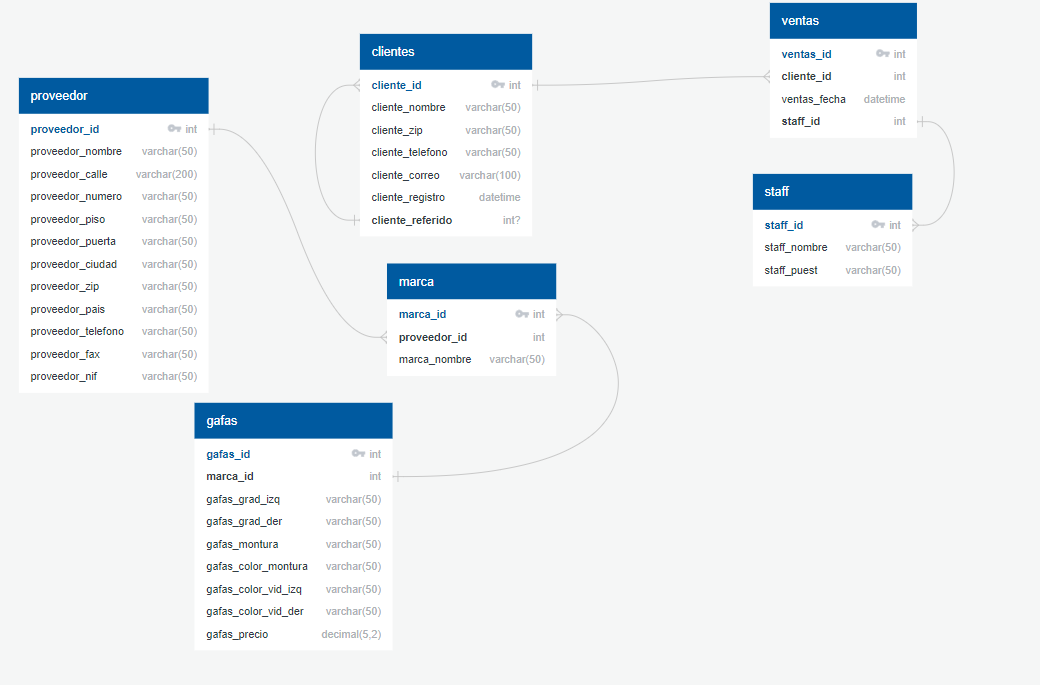 proveedor
proveedor_id int
proveedor_nombre varchar(50)
proveedor_calle varchar(200)
proveedor_numero varchar(50)
proveedor_piso varchar(50)
proveedor_puerta varchar(50)
proveedor_ciudad varchar(50)
proveedor_zip varchar(50)
proveedor_pais varchar(50)
proveedor_telefono varchar(50)
proveedor_fax varchar(50)
proveedor_nif varchar(50)
clientes
cliente_id int
cliente_nombre varchar(50)
cliente_zip varchar(50)
cliente_telefono varchar(50)
cliente_correo varchar(100)
cliente_registro datetime
cliente_referido int?
ventas
ventas_id int
cliente_id int
ventas_fecha datetime
staff_id int
staff
staff_id int
staff_nombre varchar(50)
staff_puest varchar(50)
marca
marca_id int
proveedor_id int
marca_nombre varchar(50)
gafas
gafas_id int
marca_id int
gafas_grad_izq varchar(50)
gafas_grad_der varchar(50)
gafas_montura varchar(50)
gafas_color_montura varchar(50)
gafas_color_vid_izq varchar(50)
gafas_color_vid_der varchar(50)
gafas_precio decimal(5,2)